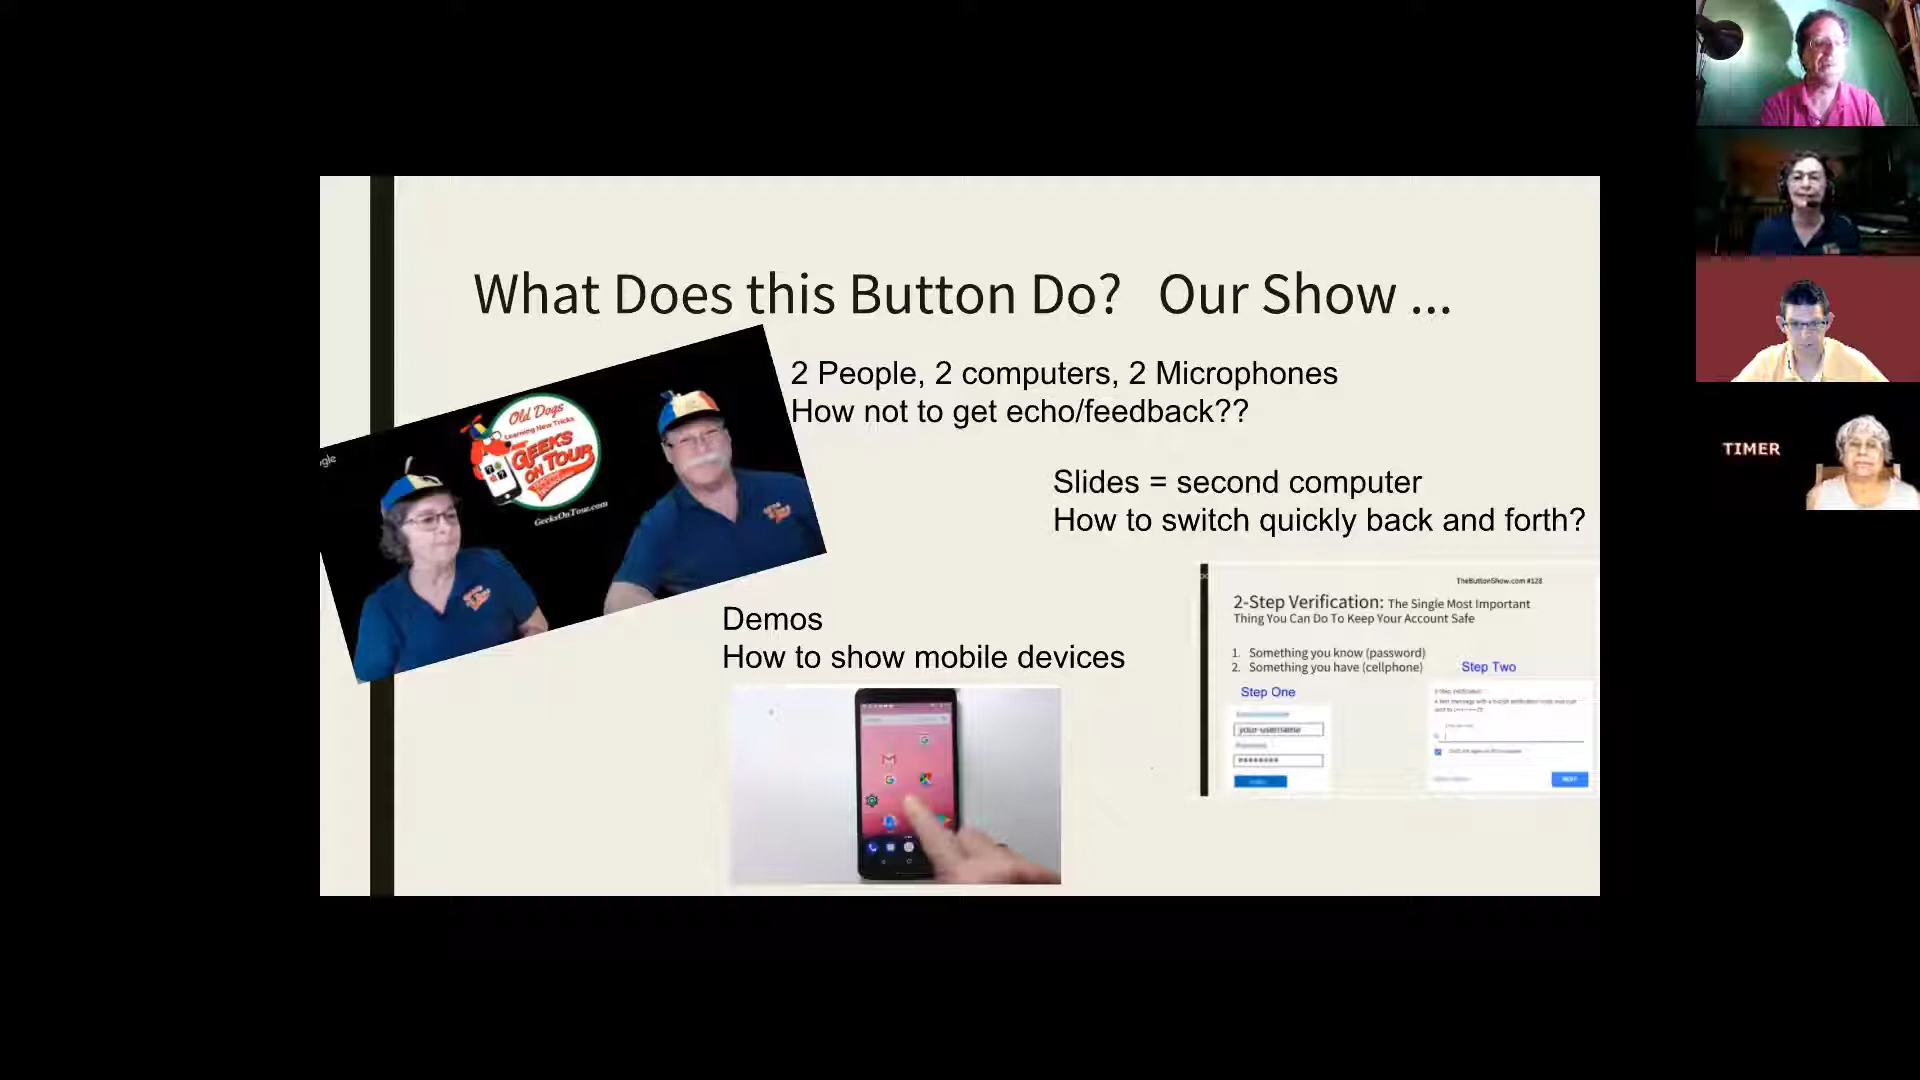 What Does this Button Do? Our Show ...
2 People, 2 computers, 2 Microphones
How not to get echo/feedback??
Old Dogs
Learning New Tricks
GEEKS
ON TOUR
GeeksOnTour.com
Slides = second computer
How to switch quickly back and forth?
Demos
How to show mobile devices
TheButtonShow.com #128
2-Step Verification: The Single Most Important
Thing You Can Do To Keep Your Account Safe
1. Something you know (password)
2. Something you have (cellphone)
Step Two
Step One
your-username
NEXT
TIMER